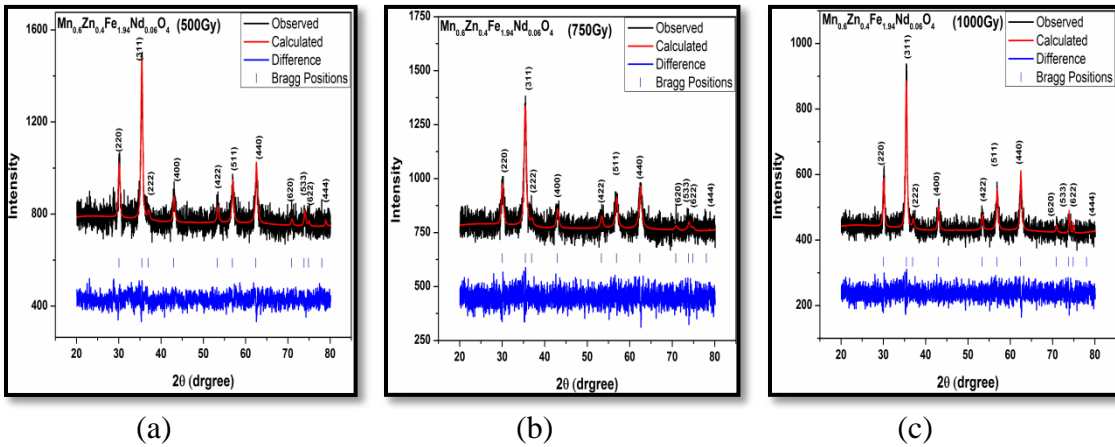 Mn0.6Zn0.4Fe1.94Nd0.06O4 (500Gy)
Observed
Calculated
Difference
Bragg Positions
(220)
(311)
(222)
(400)
(422)
(511)
(440)
(620)
(533)
(622)
(444)
1600
1200
800
400
Intensity
20 30 40 50 60 70 80
2θ (drgree)
(a)
Mn0.6Zn0.4Fe1.94Nd0.06O4 (750Gy)
Observed
Calculated
Difference
Bragg Positions
(220)
(311)
(222)
(400)
(422)
(511)
(440)
(620)
(533)
(622)
(444)
1750
1500
1250
1000
750
500
250
Intensity
20 30 40 50 60 70 80
2θ (drgree)
(b)
Mn0.6Zn0.4Fe1.94Nd0.06O4 (1000Gy)
Observed
Calculated
Difference
Bragg Positions
(220)
(311)
(222)
(400)
(422)
(511)
(440)
(620)
(533)
(622)
(444)
1000
800
600
400
200
Intensity
20 30 40 50 60 70 80
2θ (drgree)
(c)